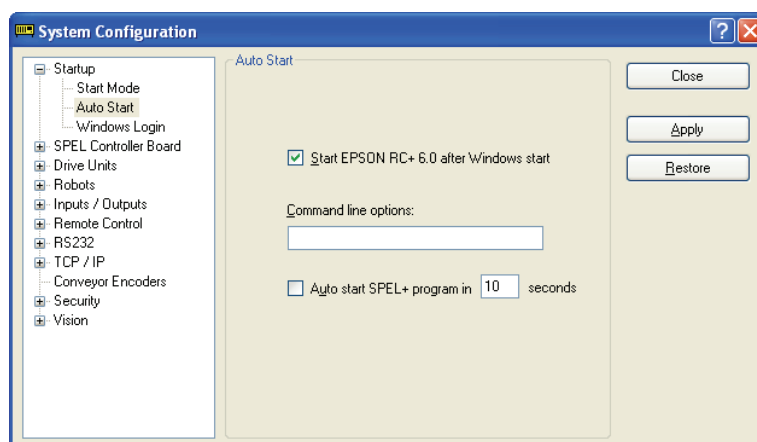 System Configuration
Startup
Start Mode
Auto Start
Windows Login
SPEL Controller Board
Drive Units
Robots
Inputs / Outputs
Remote Control
RS232
TCP / IP
Conveyor Encoders
Security
Vision
Auto Start
Start EPSON RC+ 6.0 after Windows start
Command line options:
Auto start SPEL+ program in 10 seconds
Close
Apply
Restore